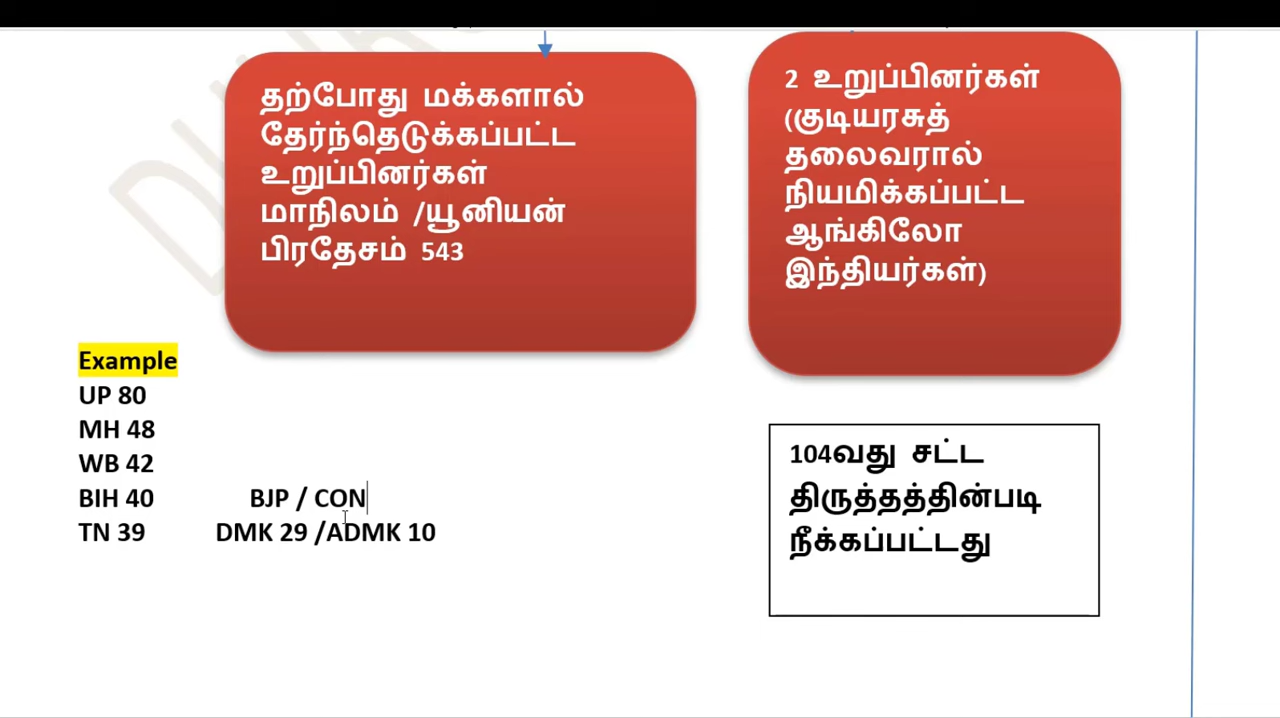 தற்போது மக்களால்
தேர்ந்தெடுக்கப்பட்ட
உறுப்பினர்கள்
மாநிலம் /யூனியன்
பிரதேசம் 543
2 உறுப்பினர்கள்
(குடியரசுத்
தலைவரால்
நியமிக்கப்பட்ட
ஆங்கிலோ
இந்தியர்கள்)
Example
UP 80
MH 48
WB 42
BIH 40 BJP / CON
TN 39 DMK 29 /ADMK 10
104வது சட்ட
திருத்தத்தின்படி
நீக்கப்பட்டது